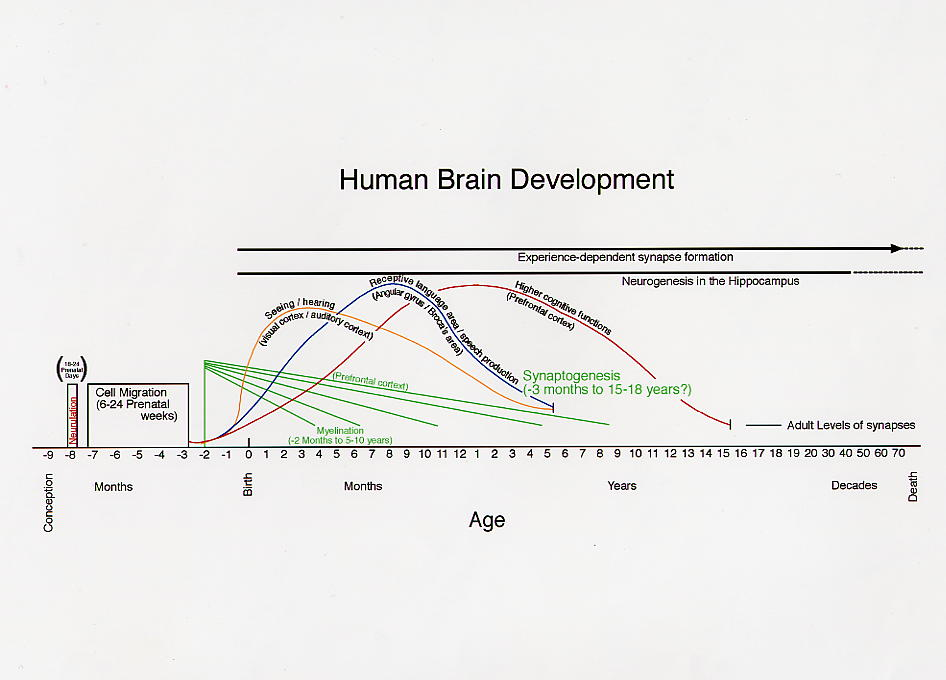 Human Brain Development
Experience-dependent synapse formation
Neurogenesis in the Hippocampus
Receptive language area / speech production
(Angular gyrus / Broca's area)
Seeing / hearing
(visual cortex / auditory cortex)
Higher cognitive functions
(Prefrontal cortex)
(18-24
Prenatal
Days)
Neurulation
Cell Migration
(6-24 Prenatal
weeks)
(Prefrontal cortex)
Synaptogenesis
(-3 months to 15-18 years?)
Myelination
(-2 Months to 5-10 years)
Adult Levels of synapses
-9 -8 -7 -6 -5 -4 -3 -2 -1 0 1 2 3 4 5 6 7 8 9 10 11 12 1 2 3 4 5 6 7 8 9 10 11 12 13 14 15 16 17 18 19 20 30 40 50 60 70
Conception
Months
Birth
Months
Years
Decades
Death
Age